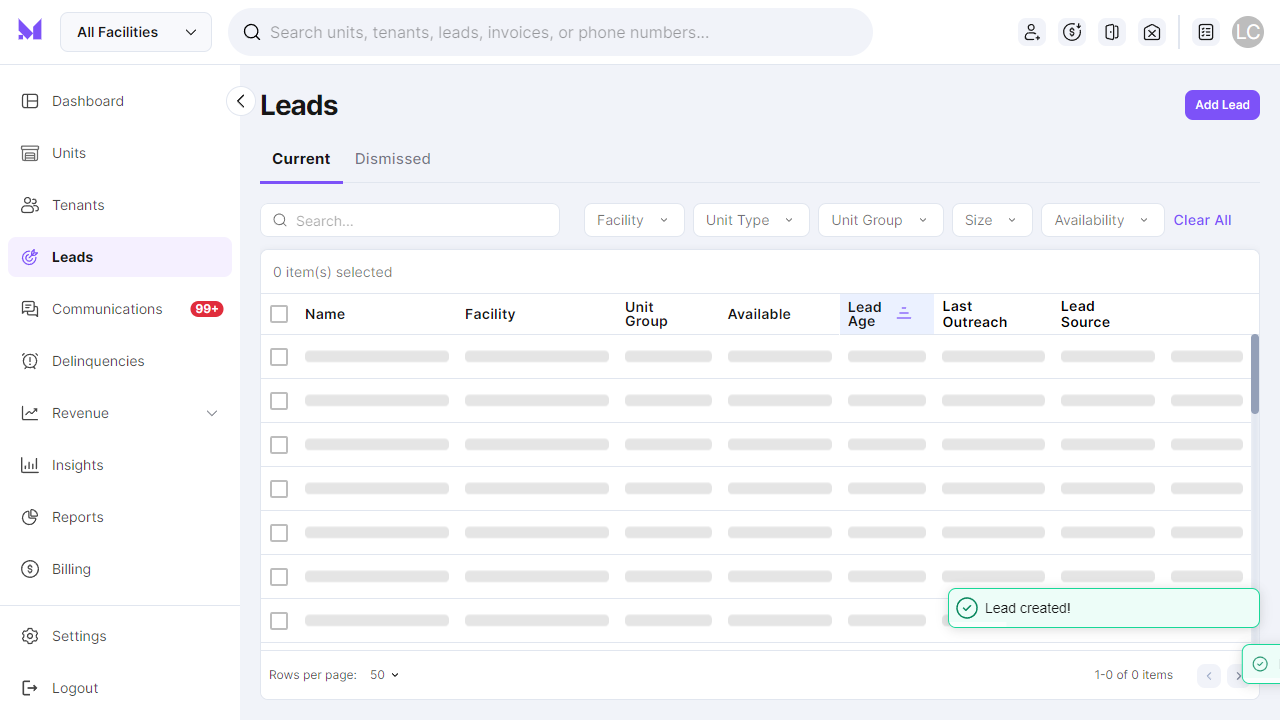 All Facilities
Search units, tenants, leads, invoices, or phone numbers...
LC
Dashboard
Units
Tenants
Leads
Communications
99+
Delinquencies
Revenue
Insights
Reports
Billing
Settings
Logout
Leads
Add Lead
Current
Dismissed
Search...
Facility
Unit Type
Unit Group
Size
Availability
Clear All
0 item(s) selected
Name
Facility
Unit
Group
Available
Lead
Age
Last
Outreach
Lead
Source
Lead created!
Rows per page:
50
1-0 of 0 items